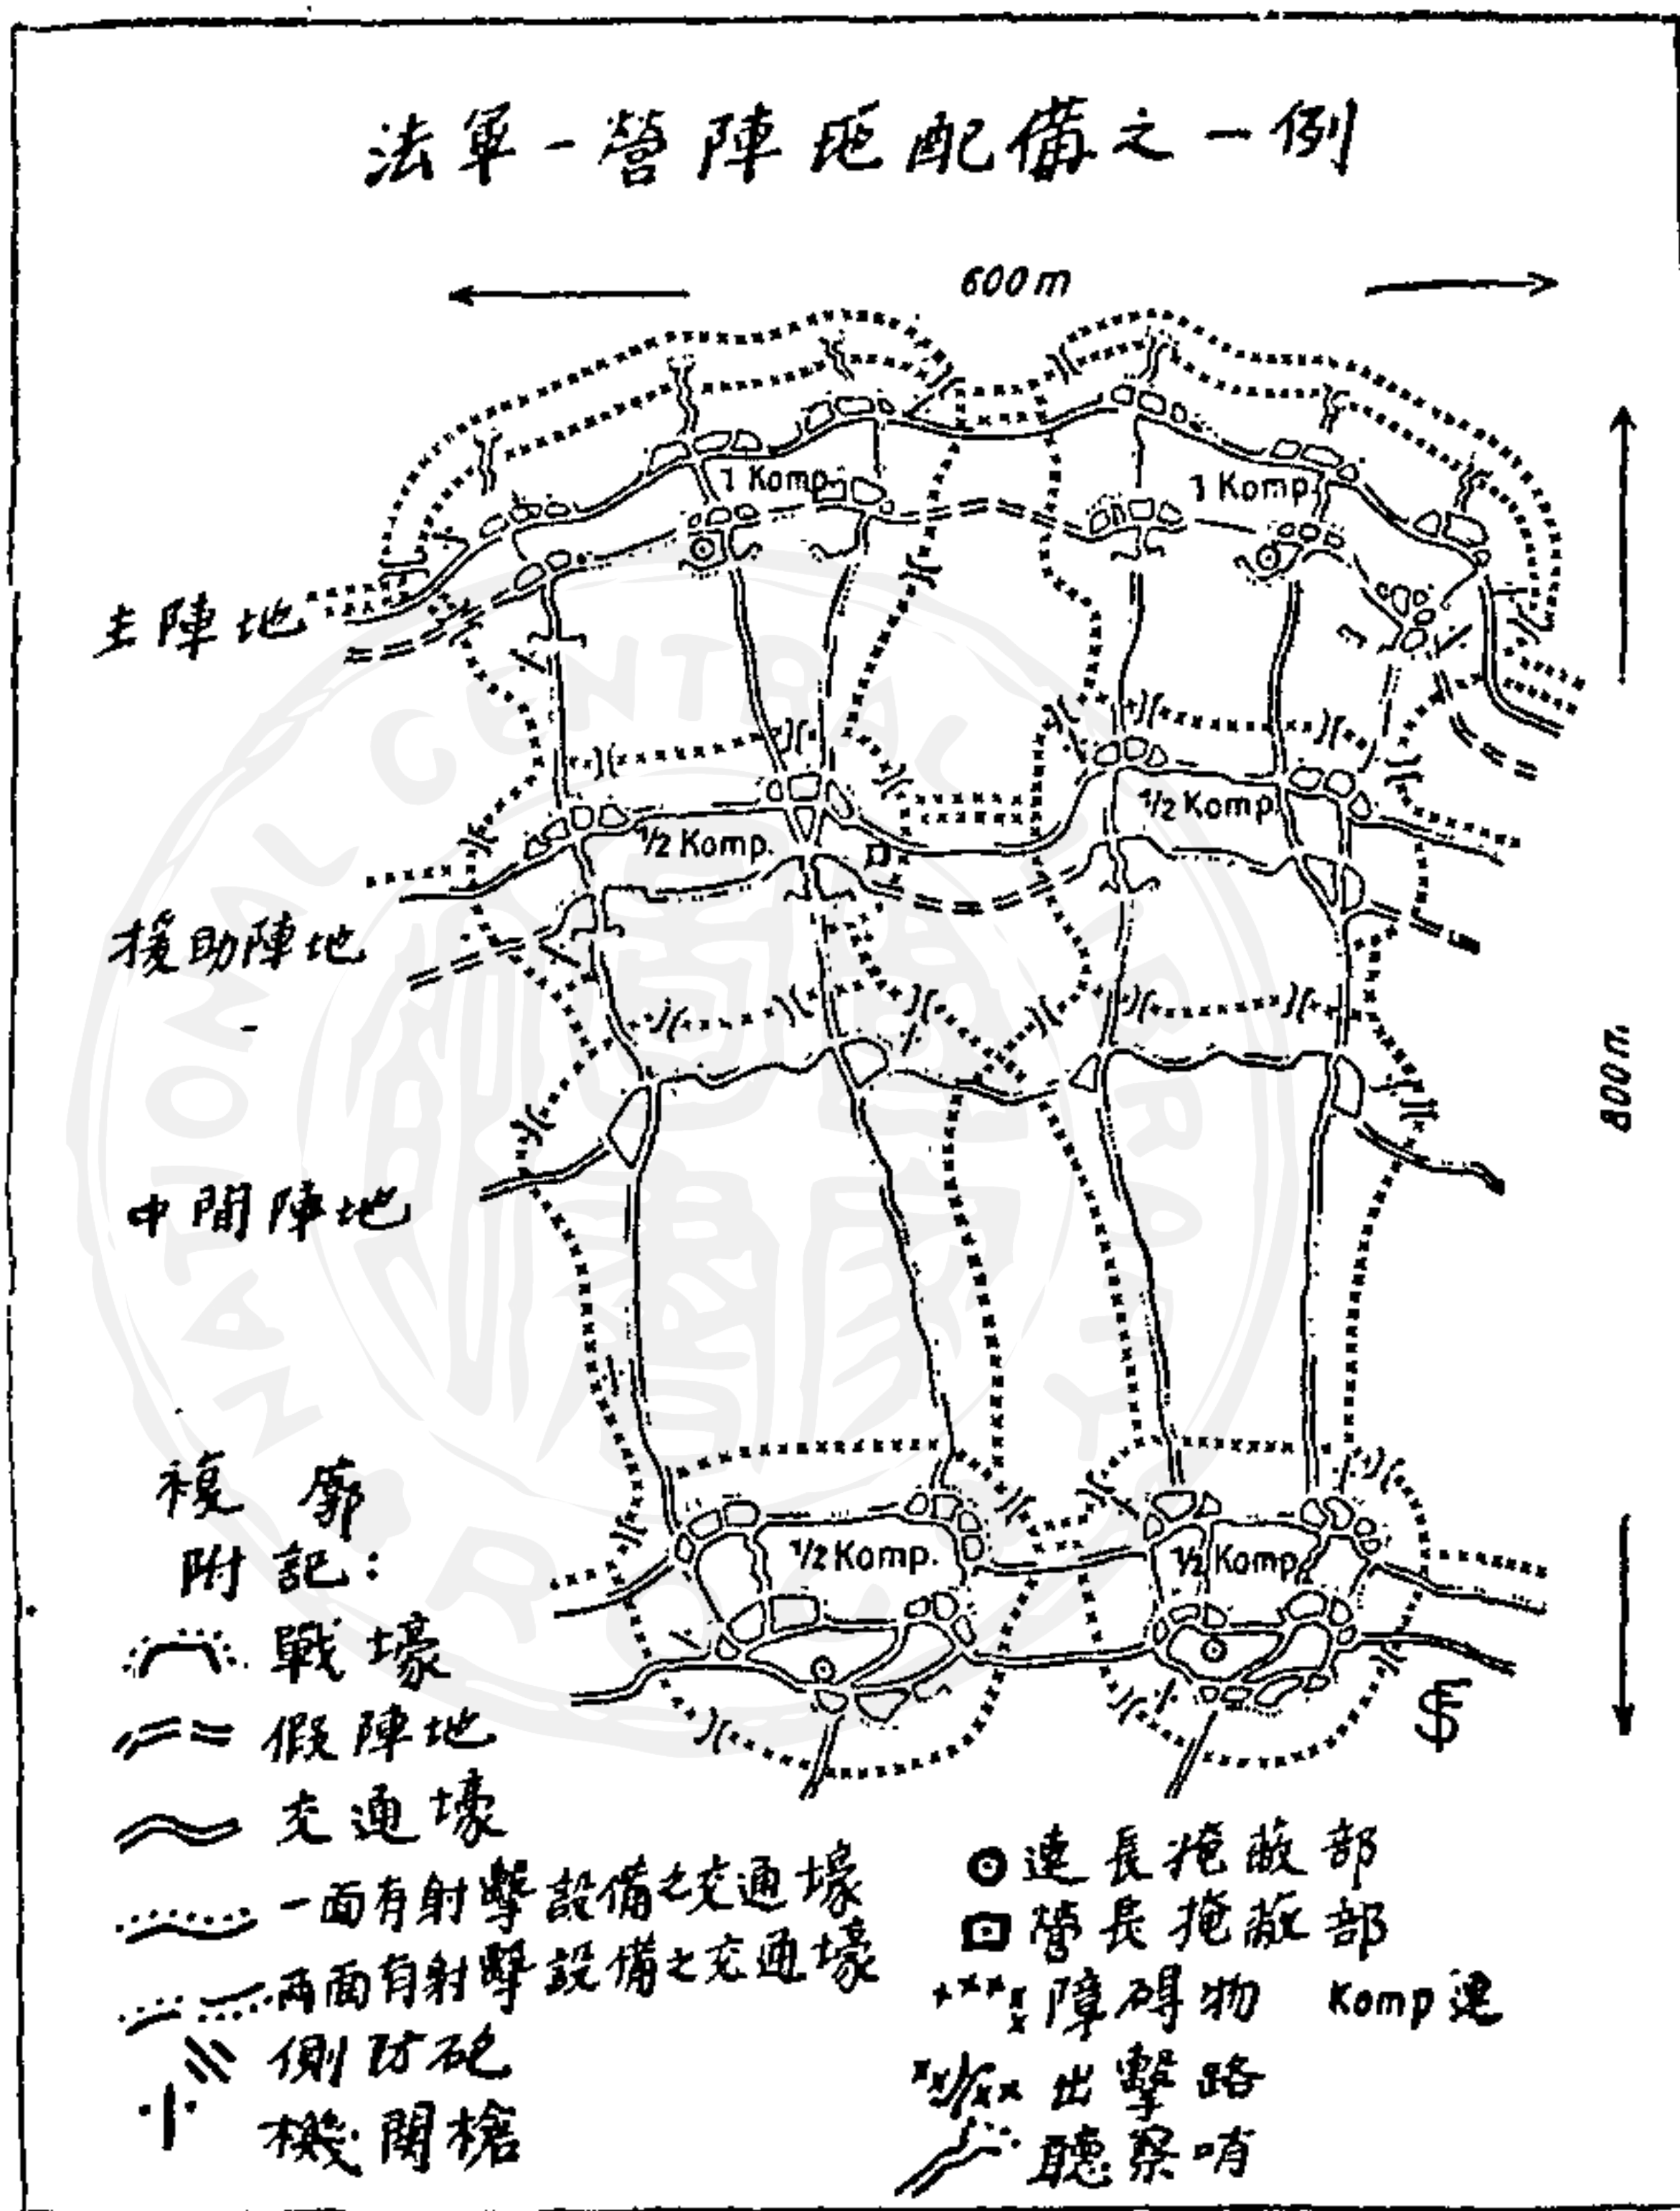 法軍一營陣地配備之一例
600m
1 Komp.
1 Komp.
主陣地
1/2 Komp.
1/2 Komp.
援助陣地
800m.
中間陣地
1/2 Komp.
1/2 Komp.
複廓
附記：
戰壕
假陣地
交通壕
一面有射擊設備之交通壕
兩面有射擊設備之交通壕
側防砲
機關槍
連長掩蔽部
營長掩蔽部
障碍物 Komp 連
出擊路
聽察哨
NATIONAL CENTRAL LIBRARY
R.O.C.